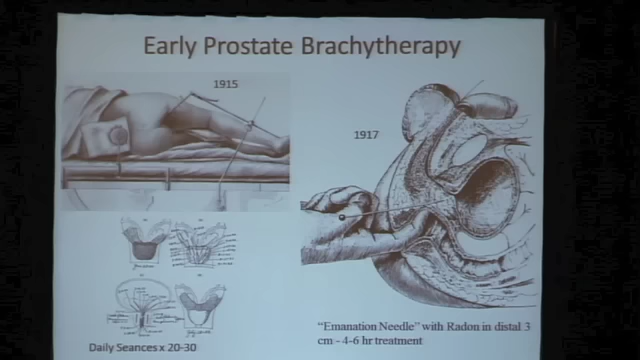 Early Prostate Brachytherapy
1915
1917
Daily Seances x 20-30
"Emanation Needle" with Radon in distal 3
cm - 4-6 hr treatment